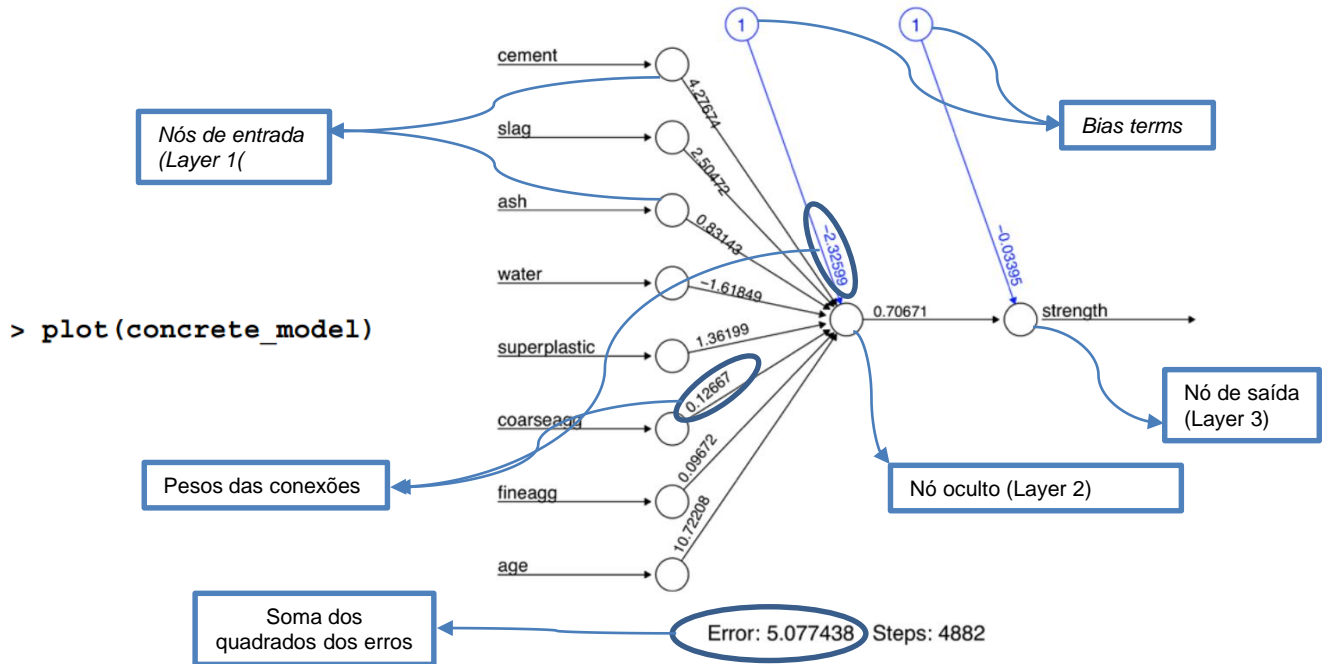 1
1
cement
4.27674
Nós de entrada
(Layer 1(
slag
2.50472
Bias terms
ash
0.83143
−2.32599
−0.03395
water
−1.61849
0.70671
strength
> plot(concrete_model)
superplastic
1.36199
0.12667
coarseagg
Nó de saída
(Layer 3)
Pesos das conexões
fineagg
0.09672
Nó oculto (Layer 2)
10.72208
age
Soma dos
quadrados dos erros
Error: 5.077438 Steps: 4882